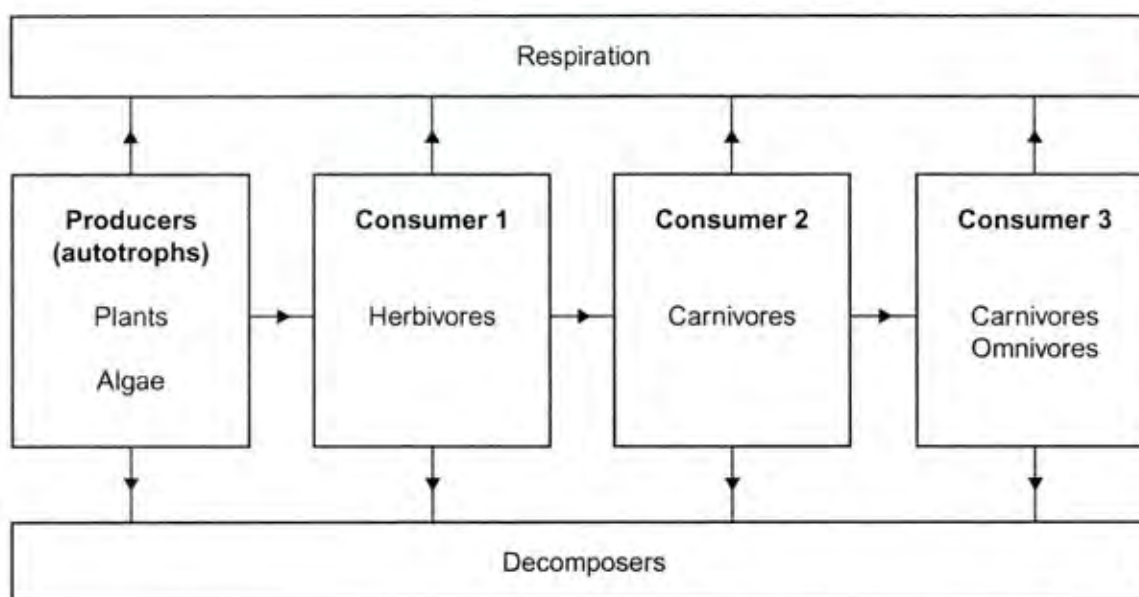 Respiration
Producers
(autotrophs)
Plants
Algae
Consumer 1
Herbivores
Consumer 2
Carnivores
Consumer 3
Carnivores
Omnivores
Decomposers